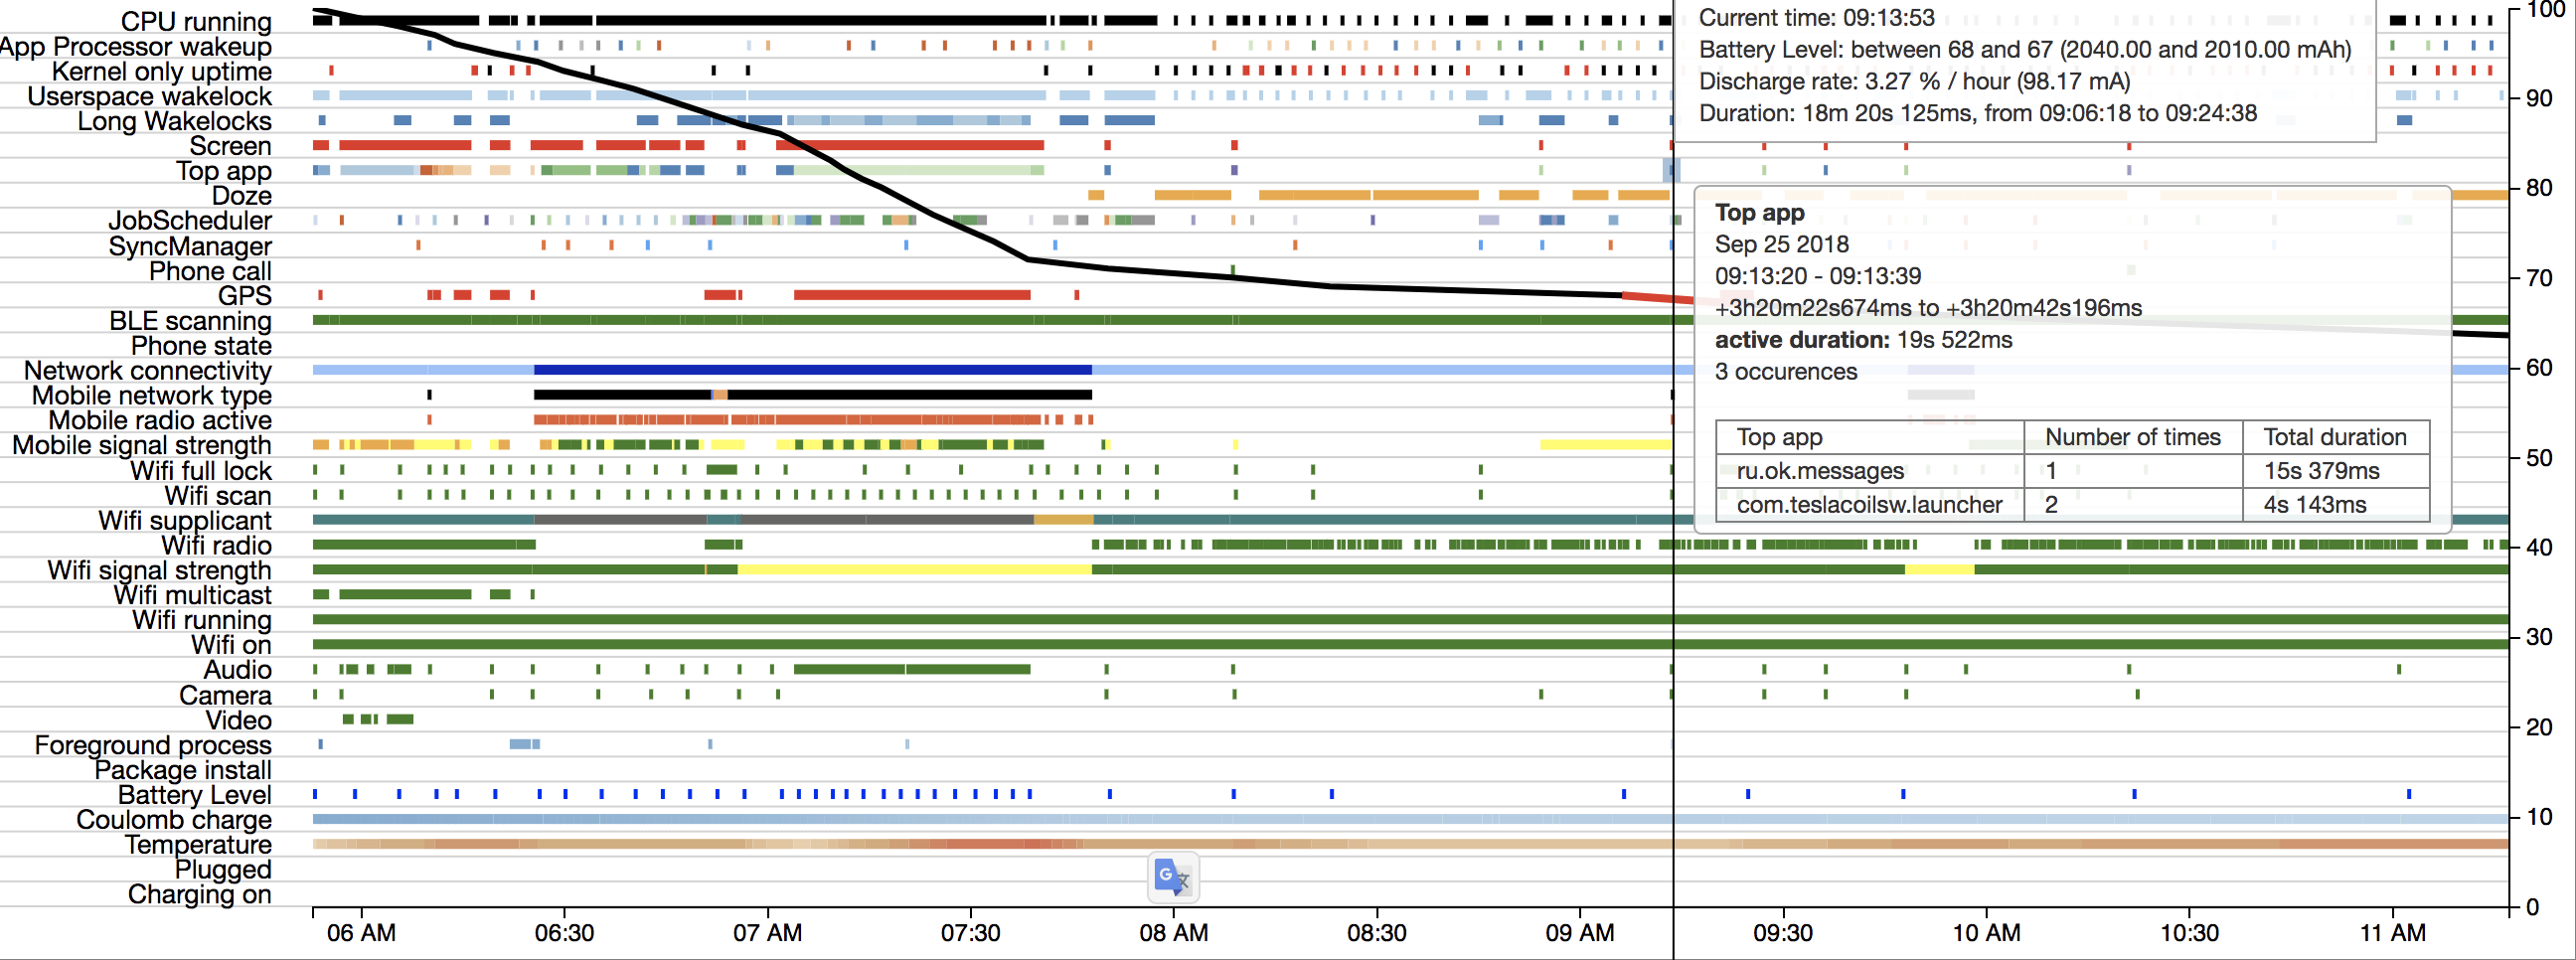 CPU running
App Processor wakeup
Kernel only uptime
Userspace wakelock
Long Wakelocks
Screen
Top app
Doze
JobScheduler
SyncManager
Phone call
GPS
BLE scanning
Phone state
Network connectivity
Mobile network type
Mobile radio active
Mobile signal strength
Wifi full lock
Wifi scan
Wifi supplicant
Wifi radio
Wifi signal strength
Wifi multicast
Wifi running
Wifi on
Audio
Camera
Video
Foreground process
Package install
Battery Level
Coulomb charge
Temperature
Plugged
Charging on
Current time: 09:13:53
Battery Level: between 68 and 67 (2040.00 and 2010.00 mAh)
Discharge rate: 3.27 % / hour (98.17 mA)
Duration: 18m 20s 125ms, from 09:06:18 to 09:24:38
Top app
Sep 25 2018
09:13:20 - 09:13:39
+3h20m22s674ms to +3h20m42s196ms
active duration: 19s 522ms
3 occurences
Top app Number of times Total duration
ru.ok.messages 1 15s 379ms
com.teslacoilsw.launcher 2 4s 143ms
100
90
80
70
60
50
40
30
20
10
0
G 文
06 AM 06:30 07 AM 07:30 08 AM 08:30 09 AM 09:30 10 AM 10:30 11 AM